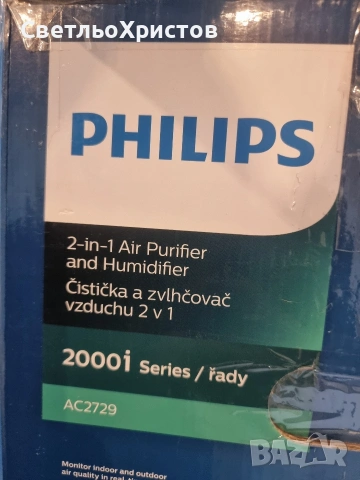 СветльоХристов
PHILIPS
2-in-1 Air Purifier
and Humidifier
Čistička a zvlhčovač
vzduchu 2 v 1
2000i Series / řady
AC2729
Monitor indoor and outdoor
air quality in real
BAZAR